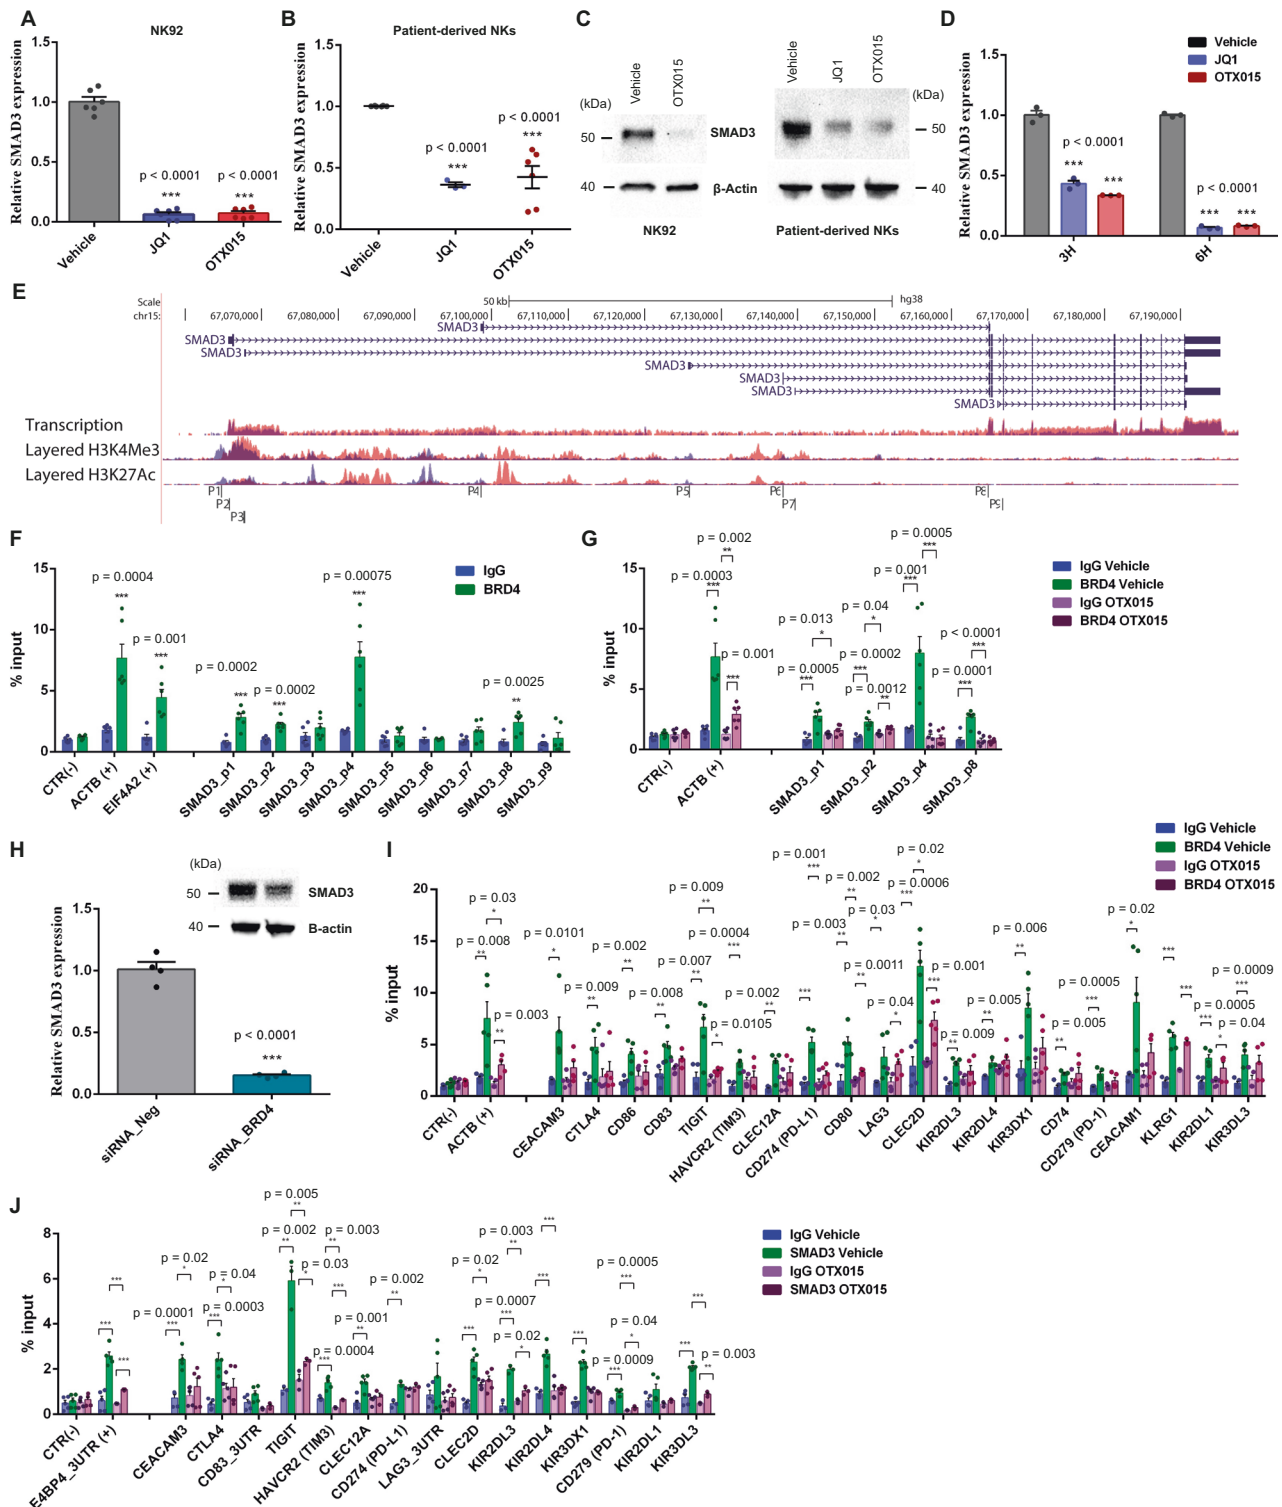 A
NK92
Relative SMAD3 expression
1.5
1.0
0.5
0.0
p < 0.0001
***
p < 0.0001
***
Vehicle
JQ1
OTX015
B
Patient-derived NKs
Relative SMAD3 expression
1.5
1.0
0.5
0.0
p < 0.0001
***
p < 0.0001
***
Vehicle
JQ1
OTX015
C
Vehicle
OTX015
(kDa)
50
40
NK92
SMAD3
β-Actin
Vehicle
JQ1
OTX015
(kDa)
50
40
Patient-derived NKs
D
Vehicle
JQ1
OTX015
Relative SMAD3 expression
1.5
1.0
0.5
0.0
p < 0.0001
***
***
p < 0.0001
***
***
3H
6H
E
Scale
50 kb
hg38
chr15:
67,070,000
67,080,000
67,090,000
67,100,000
67,110,000
67,120,000
67,130,000
67,140,000
67,150,000
67,160,000
67,170,000
67,180,000
67,190,000
SMAD3
SMAD3
SMAD3
SMAD3
SMAD3
SMAD3
SMAD3
Transcription
Layered H3K4Me3
Layered H3K27Ac
P1
P2
P3
P4
P5
P6
P7
P8
P9
F
IgG
BRD4
% input
15
10
5
0
p = 0.0004
***
p = 0.001
***
p = 0.0002
***
p = 0.0002
***
p = 0.00075
***
p = 0.0025
**
CTR(-)
ACTB (+)
EIF4A2 (+)
SMAD3_p1
SMAD3_p2
SMAD3_p3
SMAD3_p4
SMAD3_p5
SMAD3_p6
SMAD3_p7
SMAD3_p8
SMAD3_p9
G
IgG Vehicle
BRD4 Vehicle
IgG OTX015
BRD4 OTX015
% input
15
10
5
0
p = 0.002
**
p = 0.0003
***
p = 0.001
***
p = 0.013
*
p = 0.0005
***
p = 0.04
*
p = 0.0002
***
p = 0.0012
**
p = 0.0005
***
p = 0.001
***
p < 0.0001
***
p = 0.0001
***
CTR(-)
ACTB (+)
SMAD3_p1
SMAD3_p2
SMAD3_p4
SMAD3_p8
H
(kDa)
50
40
SMAD3
B-actin
Relative SMAD3 expression
1.5
1.0
0.5
0.0
p < 0.0001
***
siRNA_Neg
siRNA_BRD4
I
IgG Vehicle
BRD4 Vehicle
IgG OTX015
BRD4 OTX015
% input
20
15
10
5
0
p = 0.03
*
p = 0.008
**
p = 0.003
**
p = 0.0101
*
p = 0.009
**
p = 0.002
**
p = 0.008
**
p = 0.009
**
p = 0.007
**
p = 0.0105
*
p = 0.0004
***
p = 0.002
**
p = 0.001
***
p = 0.003
***
p = 0.002
**
**
p = 0.0011
**
p = 0.03
*
p = 0.04
*
p = 0.02
*
p = 0.0006
***
***
p = 0.001
**
p = 0.009
p = 0.005
**
p = 0.006
**
p = 0.005
**
p = 0.0005
***
p = 0.02
*
***
***
p = 0.0005
***
p = 0.04
*
p = 0.0009
***
CTR(-)
ACTB (+)
CEACAM3
CTLA4
CD86
CD83
TIGIT
HAVCR2 (TIM3)
CLEC12A
CD274 (PD-L1)
CD80
LAG3
CLEC2D
KIR2DL3
KIR2DL4
KIR3DX1
CD74
CD279 (PD-1)
CEACAM1
KLRG1
KIR2DL1
KIR3DL3
J
IgG Vehicle
SMAD3 Vehicle
IgG OTX015
SMAD3 OTX015
% input
8
6
4
2
0
***
***
***
p = 0.02
*
p = 0.0001
***
p = 0.04
*
p = 0.0003
***
p = 0.005
**
p = 0.002
**
p = 0.03
*
p = 0.003
**
***
p = 0.0004
***
p = 0.001
**
p = 0.002
**
p = 0.02
*
***
p = 0.003
**
p = 0.0007
***
p = 0.02
*
***
***
***
p = 0.0005
***
p = 0.04
*
p = 0.0009
***
***
***
p = 0.003
**
CTR(-)
E4BP4_3UTR (+)
CEACAM3
CTLA4
CD83_3UTR
TIGIT
HAVCR2 (TIM3)
CLEC12A
CD274 (PD-L1)
LAG3_3UTR
CLEC2D
KIR2DL3
KIR2DL4
KIR3DX1
CD279 (PD-1)
KIR2DL1
KIR3DL3